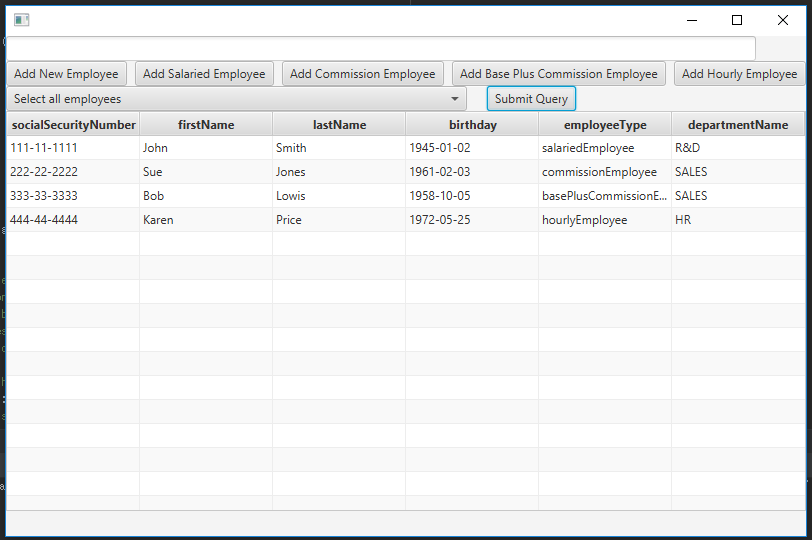 Add New Employee Add Salaried Employee Add Commission Employee Add Base Plus Commission Employee Add Hourly Employee
Select all employees Submit Query
socialSecurityNumber firstName lastName birthday employeeType departmentName
111-11-1111 John Smith 1945-01-02 salariedEmployee R&D
222-22-2222 Sue Jones 1961-02-03 commissionEmployee SALES
333-33-3333 Bob Lowis 1958-10-05 basePlusCommissionE... SALES
444-44-4444 Karen Price 1972-05-25 hourlyEmployee HR